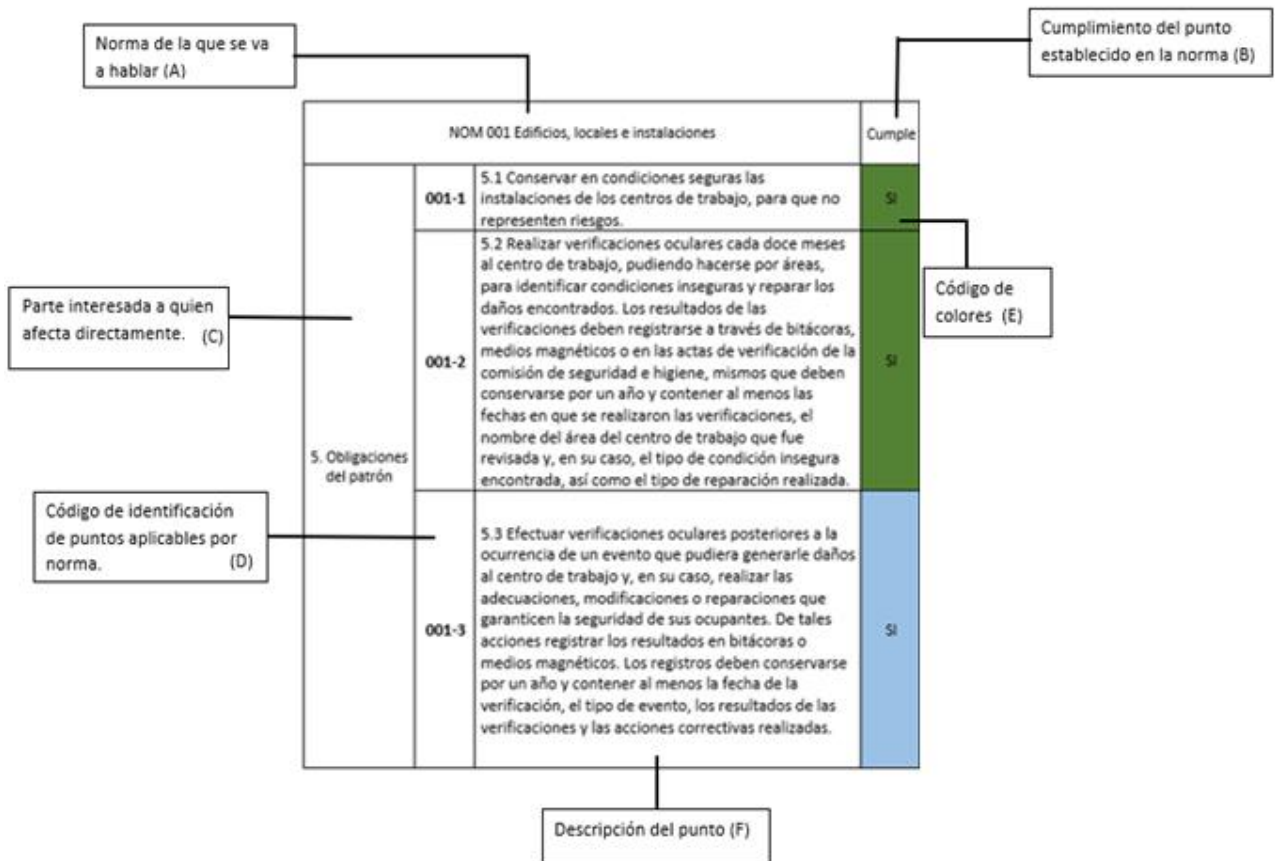 Norma de la que se va
a hablar (A)
Cumplimiento del punto
establecido en la norma (B)
NOM 001 Edificios, locales e instalaciones
Cumple
001-1
5.1 Conservar en condiciones seguras las
instalaciones de los centros de trabajo, para que no
representen riesgos.
SI
5.2 Realizar verificaciones oculares cada doce meses
al centro de trabajo, pudiendo hacerse por áreas,
para identificar condiciones inseguras y reparar los
daños encontrados. Los resultados de las
verificaciones deben registrarse a través de bitácoras,
medios magnéticos o en las actas de verificación de la
comisión de seguridad e higiene, mismos que deben
conservarse por un año y contener al menos las
fechas en que se realizaron las verificaciones, el
nombre del área del centro de trabajo que fue
revisada y, en su caso, el tipo de condición insegura
encontrada, así como el tipo de reparación realizada.
001-2
SI
Código de
colores (E)
Parte interesada a quien
afecta directamente. (C)
5. Obligaciones
del patrón
Código de identificación
de puntos aplicables por
norma. (D)
001-3
5.3 Efectuar verificaciones oculares posteriores a la
ocurrencia de un evento que pudiera generarle daños
al centro de trabajo y, en su caso, realizar las
adecuaciones, modificaciones o reparaciones que
garanticen la seguridad de sus ocupantes. De tales
acciones registrar los resultados en bitácoras o
medios magnéticos. Los registros deben conservarse
por un año y contener al menos la fecha de la
verificación, el tipo de evento, los resultados de las
verificaciones y las acciones correctivas realizadas.
SI
Descripción del punto (F)